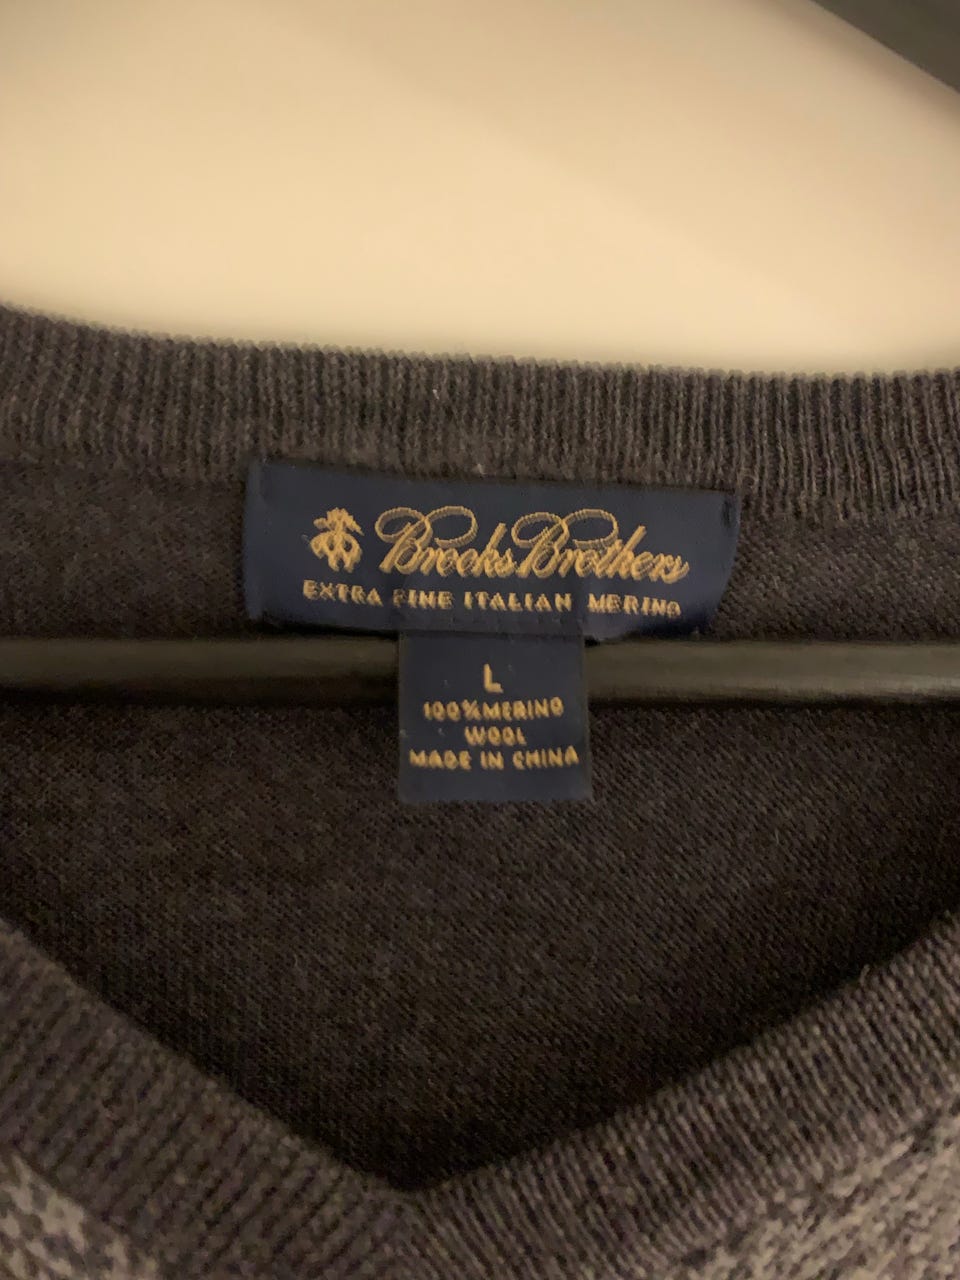 Brooks Brothers
EXTRA FINE ITALIAN MERINO
L
100% MERINO
WOOL
MADE IN CHINA